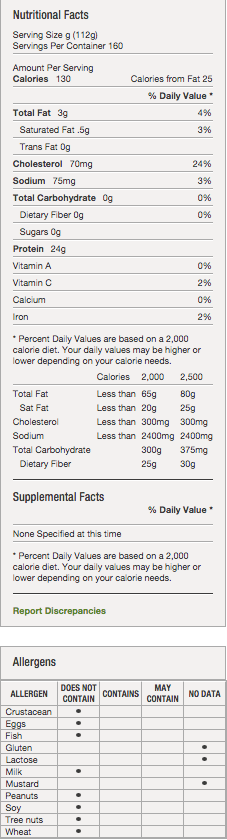 Nutritional Facts
Serving Size g (112g)
Servings Per Container 160
Amount Per Serving
Calories 130 Calories from Fat 25
% Daily Value *
Total Fat 3g 4%
Saturated Fat .5g 3%
Trans Fat 0g
Cholesterol 70mg 24%
Sodium 75mg 3%
Total Carbohydrate 0g 0%
Dietary Fiber 0g 0%
Sugars 0g
Protein 24g
Vitamin A 0%
Vitamin C 2%
Calcium 0%
Iron 2%
* Percent Daily Values are based on a 2,000
calorie diet. Your daily values may be higher or
lower depending on your calorie needs.
Calories 2,000 2,500
Total Fat Less than 65g 80g
Sat Fat Less than 20g 25g
Cholesterol Less than 300mg 300mg
Sodium Less than 2400mg 2400mg
Total Carbohydrate 300g 375mg
Dietary Fiber 25g 30g
Supplemental Facts
% Daily Value *
None Specified at this time
* Percent Daily Values are based on a 2,000
calorie diet. Your daily values may be higher or
lower depending on your calorie needs.
Report Discrepancies
Allergens
ALLERGEN DOES NOT CONTAIN CONTAINS MAY CONTAIN NO DATA
Crustacean •
Eggs •
Fish •
Gluten •
Lactose •
Milk •
Mustard •
Peanuts •
Soy •
Tree nuts •
Wheat •